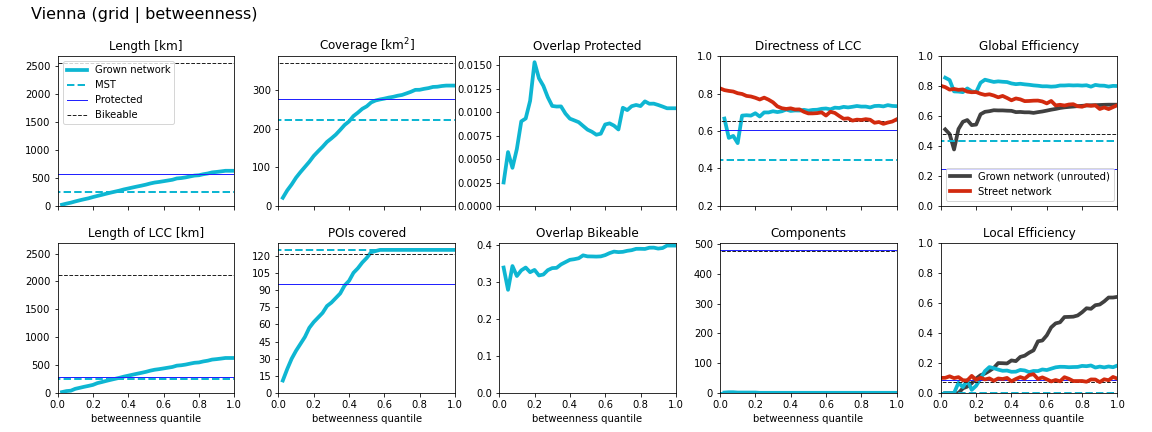 Vienna (grid | betweenness)
Length [km]
Coverage [km²]
Overlap Protected
Directness of LCC
Global Efficiency
2500
2000
1500
1000
500
0
Grown network
MST
Protected
Bikeable
300
200
100
0
0.0150
0.0125
0.0100
0.0075
0.0050
0.0025
0.0000
1.0
0.8
0.6
0.4
0.2
1.0
0.8
0.6
0.4
0.2
0.0
Grown network (unrouted)
Street network
Length of LCC [km]
POIs covered
Overlap Bikeable
Components
Local Efficiency
2500
2000
1500
1000
500
0
0.0 0.2 0.4 0.6 0.8 1.0
betweenness quantile
120
105
90
75
60
45
30
15
0
0.0 0.2 0.4 0.6 0.8 1.0
betweenness quantile
0.4
0.3
0.2
0.1
0.0
0.0 0.2 0.4 0.6 0.8 1.0
betweenness quantile
500
400
300
200
100
0
0.0 0.2 0.4 0.6 0.8 1.0
betweenness quantile
1.0
0.8
0.6
0.4
0.2
0.0
0.0 0.2 0.4 0.6 0.8 1.0
betweenness quantile